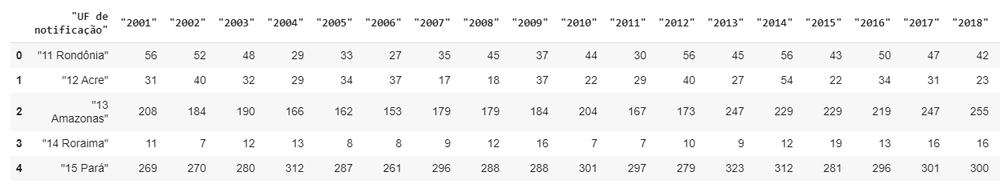 "UF de notificação" "2001" "2002" "2003" "2004" "2005" "2006" "2007" "2008" "2009" "2010" "2011" "2012" "2013" "2014" "2015" "2016" "2017" "2018"
0 "11 Rondônia" 56 52 48 29 33 27 35 45 37 44 30 56 45 56 43 50 47 42
1 "12 Acre" 31 40 32 29 34 37 17 18 37 22 29 40 27 54 22 34 31 23
2 "13 Amazonas" 208 184 190 166 162 153 179 179 184 204 167 173 247 229 229 219 247 255
3 "14 Roraima" 11 7 12 13 8 8 9 12 16 7 7 10 9 12 19 13 16 16
4 "15 Pará" 269 270 280 312 287 261 296 288 288 301 297 279 323 312 281 296 301 300